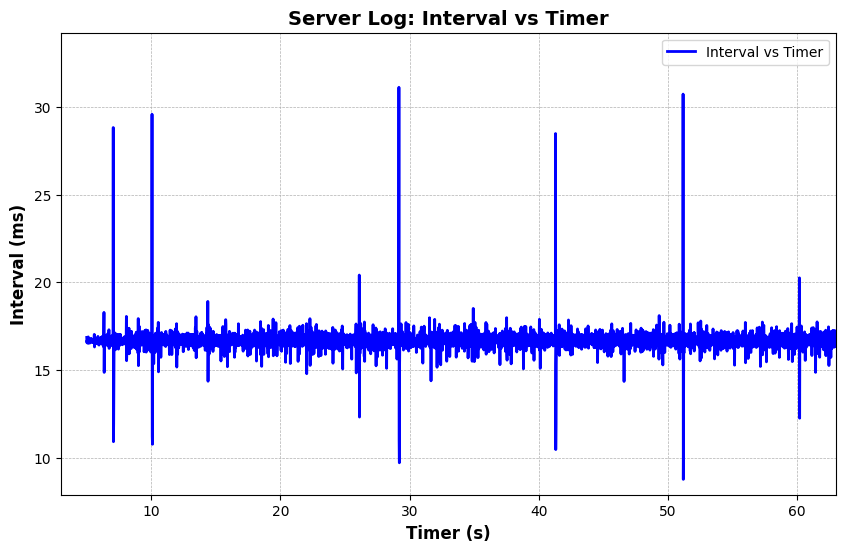 Server Log: Interval vs Timer
Interval vs Timer
30
25
20
15
10
Interval (ms)
10 20 30 40 50 60
Timer (s)